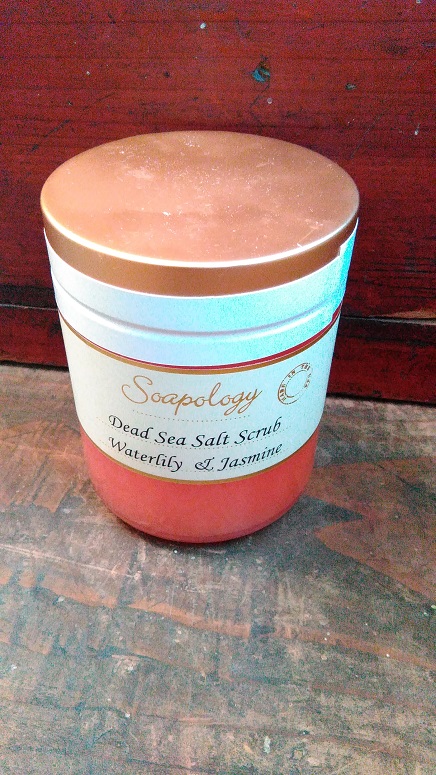 Soapology
Dead Sea Salt Scrub
Waterlily & Jasmine